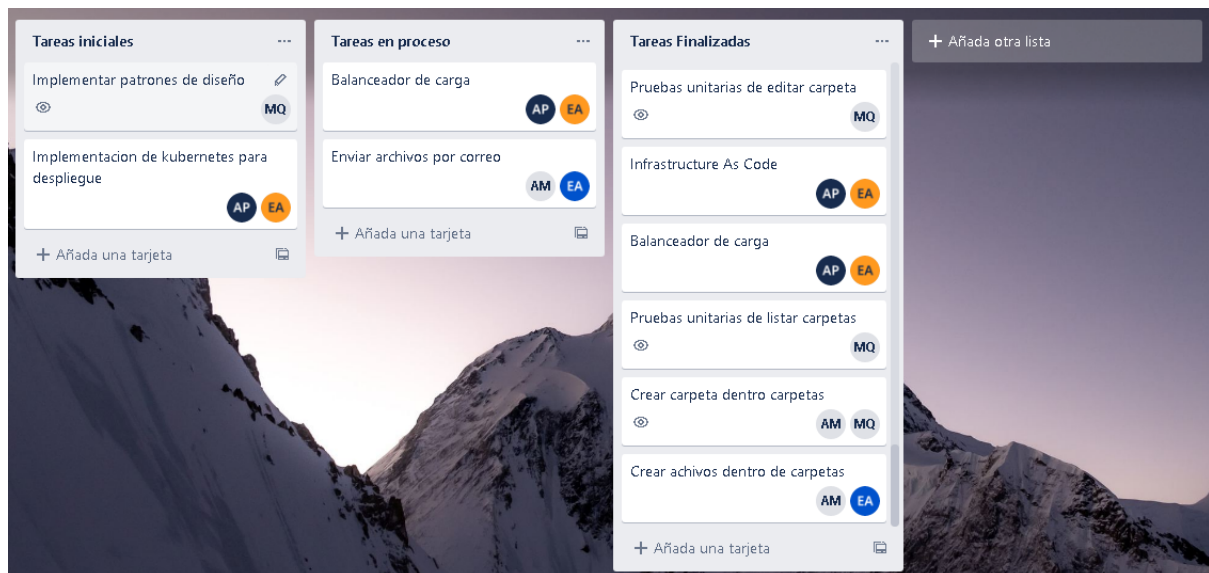 Tareas iniciales
Implementar patrones de diseño
MQ
Implementacion de kubernetes para
despliegue
AP EA
+ Añada una tarjeta
Tareas en proceso
Balanceador de carga
AP EA
Enviar archivos por correo
AM EA
+ Añada una tarjeta
Tareas Finalizadas
Pruebas unitarias de editar carpeta
MQ
Infrastructure As Code
AP EA
Balanceador de carga
AP EA
Pruebas unitarias de listar carpetas
MQ
Crear carpeta dentro carpetas
AM MQ
Crear achivos dentro de carpetas
AM EA
+ Añada una tarjeta
+ Añada otra lista